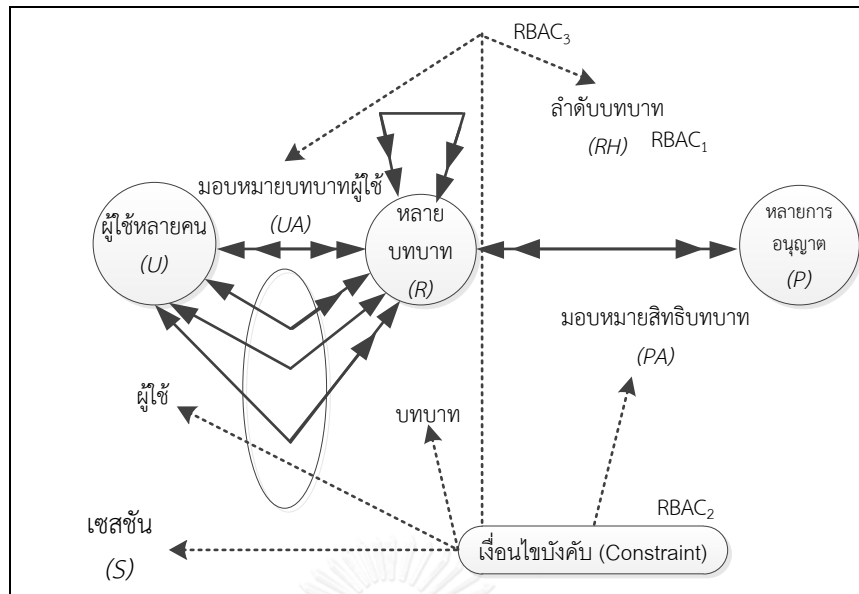 RBAC3
ลำดับบทบาท
(RH)
RBAC1
มอบหมายบทบาทผู้ใช้
(UA)
ผู้ใช้หลายคน
(U)
หลาย
บทบาท
(R)
หลายการ
อนุญาต
(P)
มอบหมายสิทธิบทบาท
(PA)
ผู้ใช้
บทบาท
RBAC2
เซสชัน
(S)
เงื่อนไขบังคับ (Constraint)